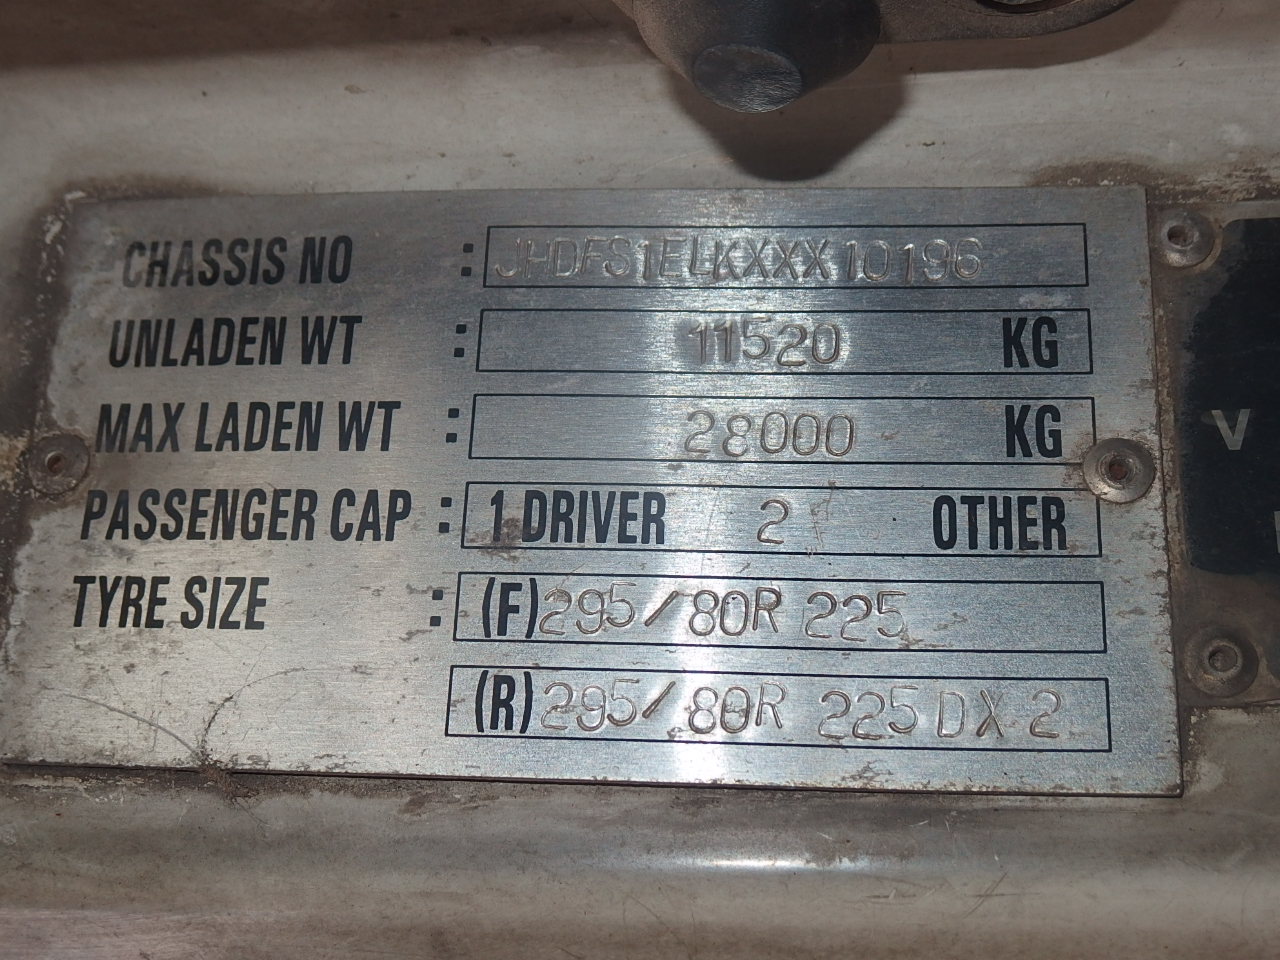 CHASSIS NO : JHDFS1ELKXXX10196
UNLADEN WT : 11520 KG
MAX LADEN WT : 28000 KG
PASSENGER CAP : 1 DRIVER 2 OTHER
TYRE SIZE : (F) 295/80R 225
(R) 295/80R 225 DX 2
V